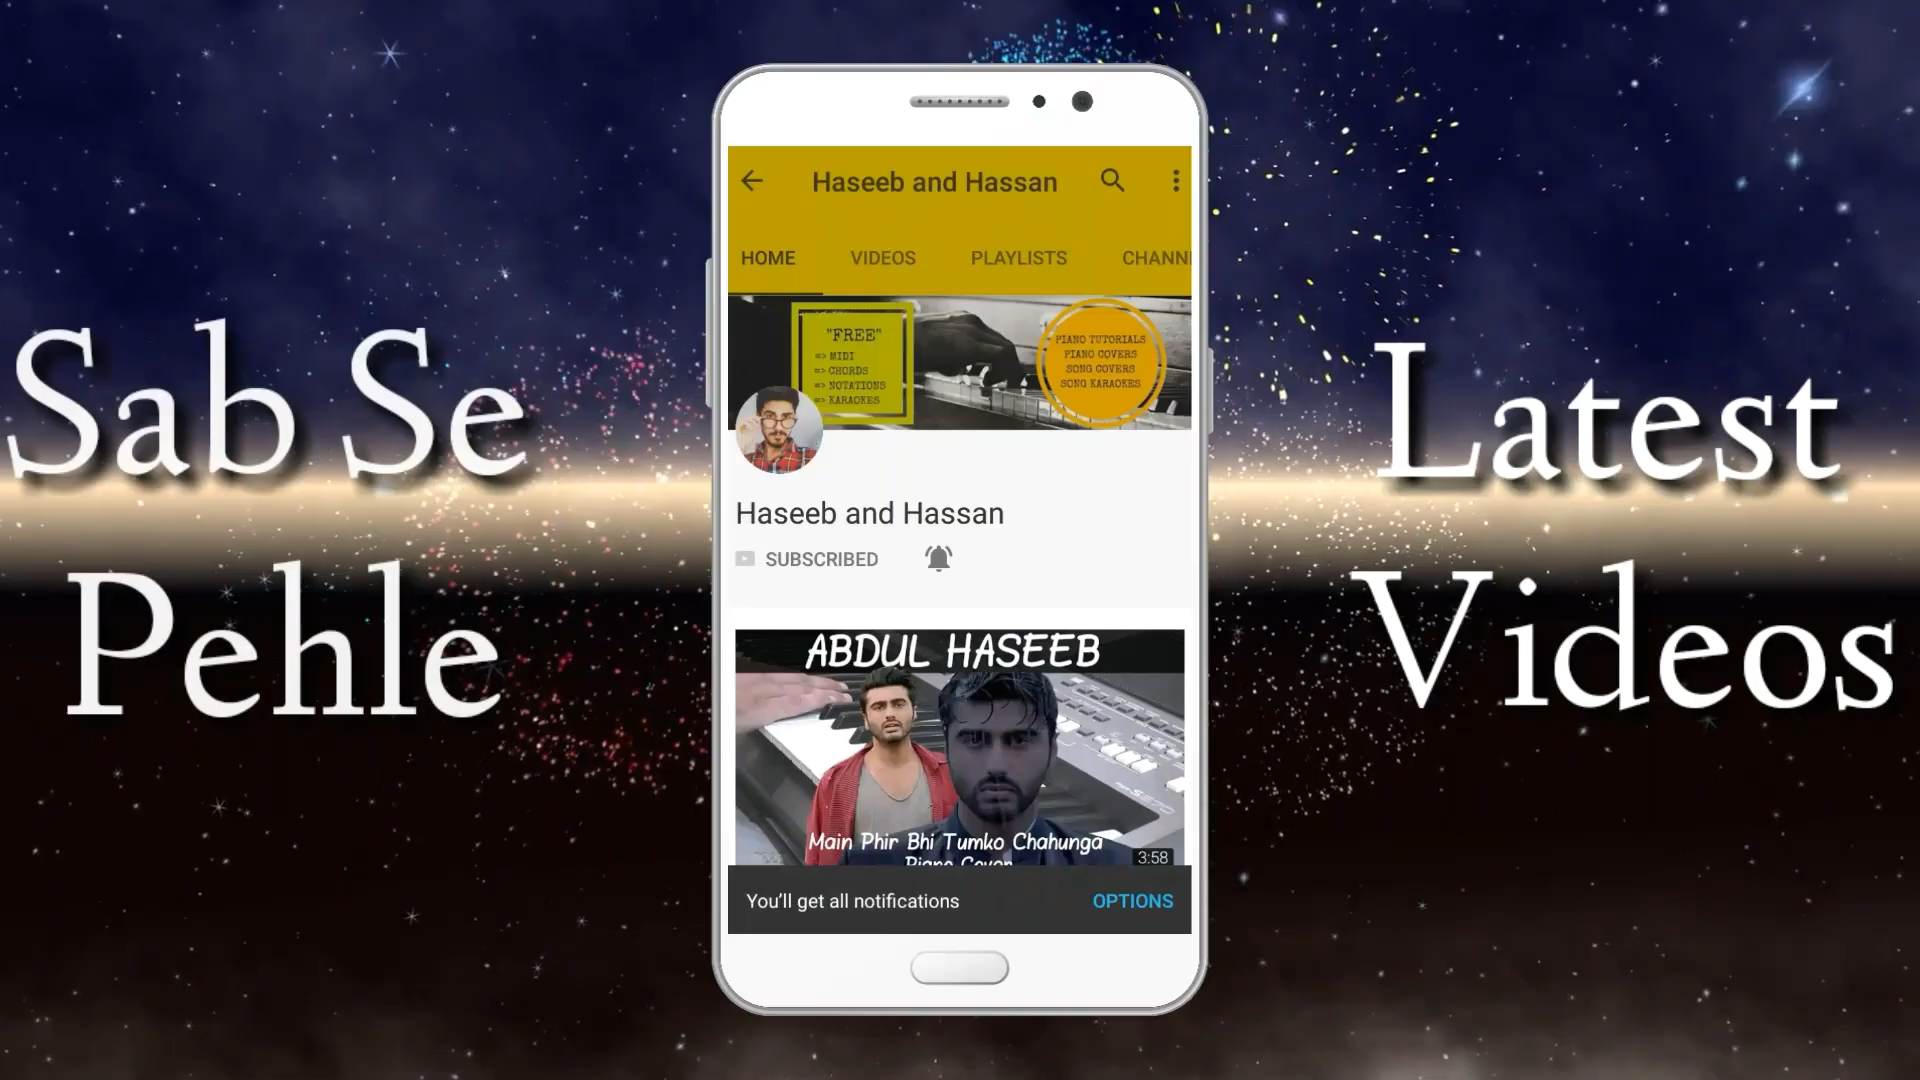 Sab Se
Pehle
Haseeb and Hassan
HOME
VIDEOS
PLAYLISTS
CHANN
"FREE"
=> MIDI
=> CHORDS
=> NOTATIONS
=> KARAOKES
PIANO TUTORIALS
PIANO COVERS
SONG COVERS
SONG KARAOKES
Haseeb and Hassan
SUBSCRIBED
ABDUL HASEEB
Main Phir Bhi Tumko Chahunga
Piano Cover
3:58
You'll get all notifications
OPTIONS
Latest
Videos